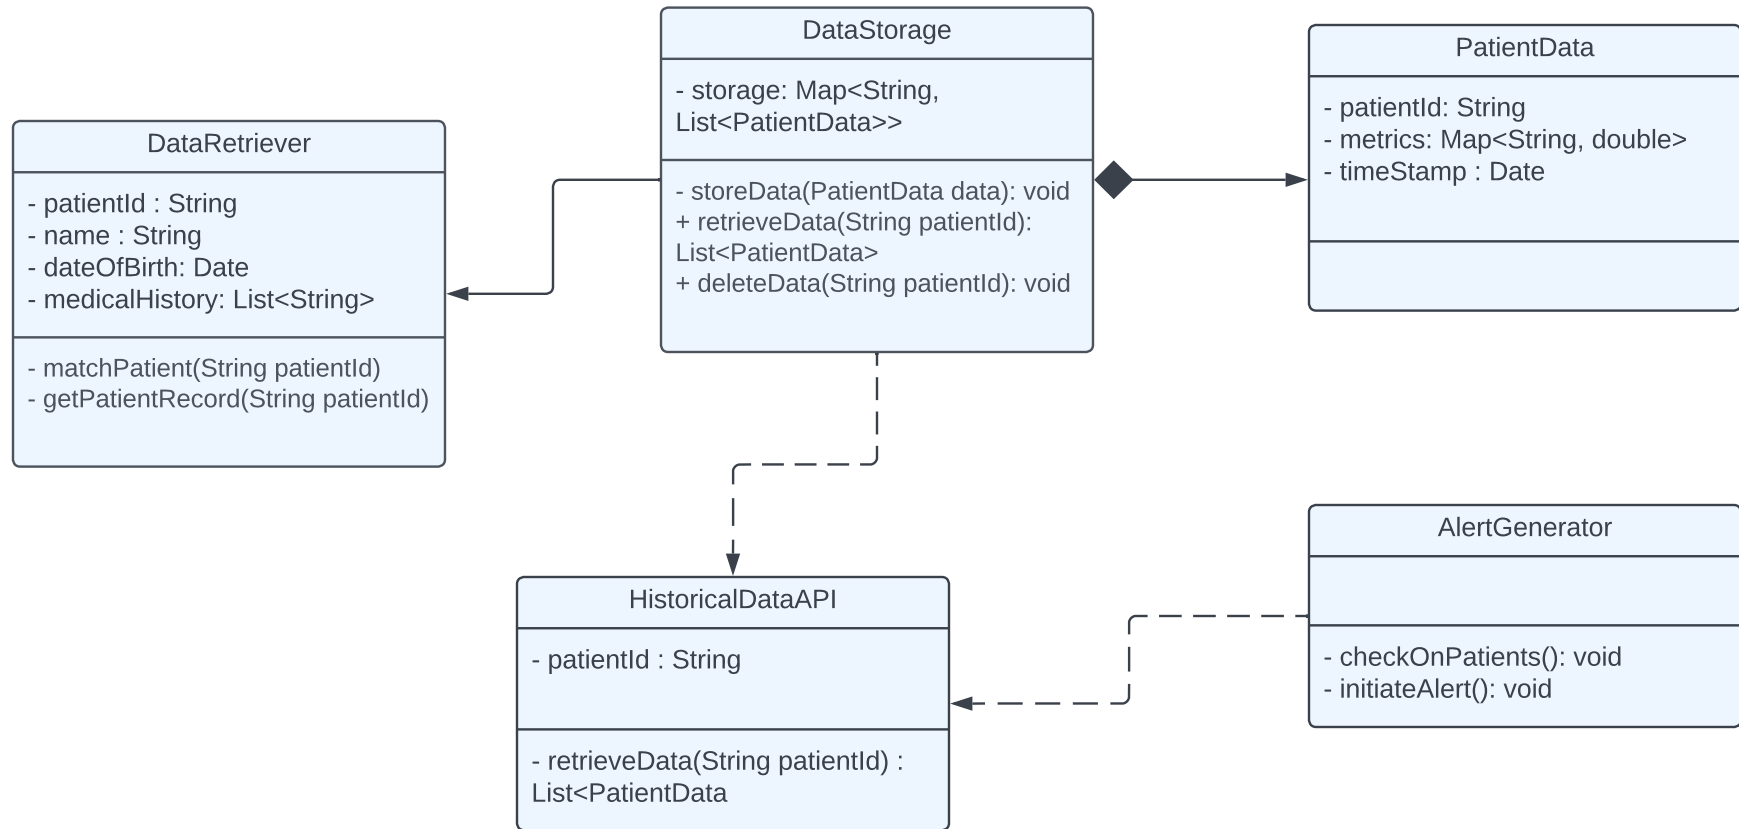 DataStorage
- storage: Map<String,
List<PatientData>>
- storeData(PatientData data): void
+ retrieveData(String patientId):
List<PatientData>
+ deleteData(String patientId): void
PatientData
- patientId: String
- metrics: Map<String, double>
- timeStamp : Date
DataRetriever
- patientId : String
- name : String
- dateOfBirth: Date
- medicalHistory: List<String>
- matchPatient(String patientId)
- getPatientRecord(String patientId)
HistoricalDataAPI
- patientId : String
- retrieveData(String patientId) :
List<PatientData
AlertGenerator
- checkOnPatients(): void
- initiateAlert(): void